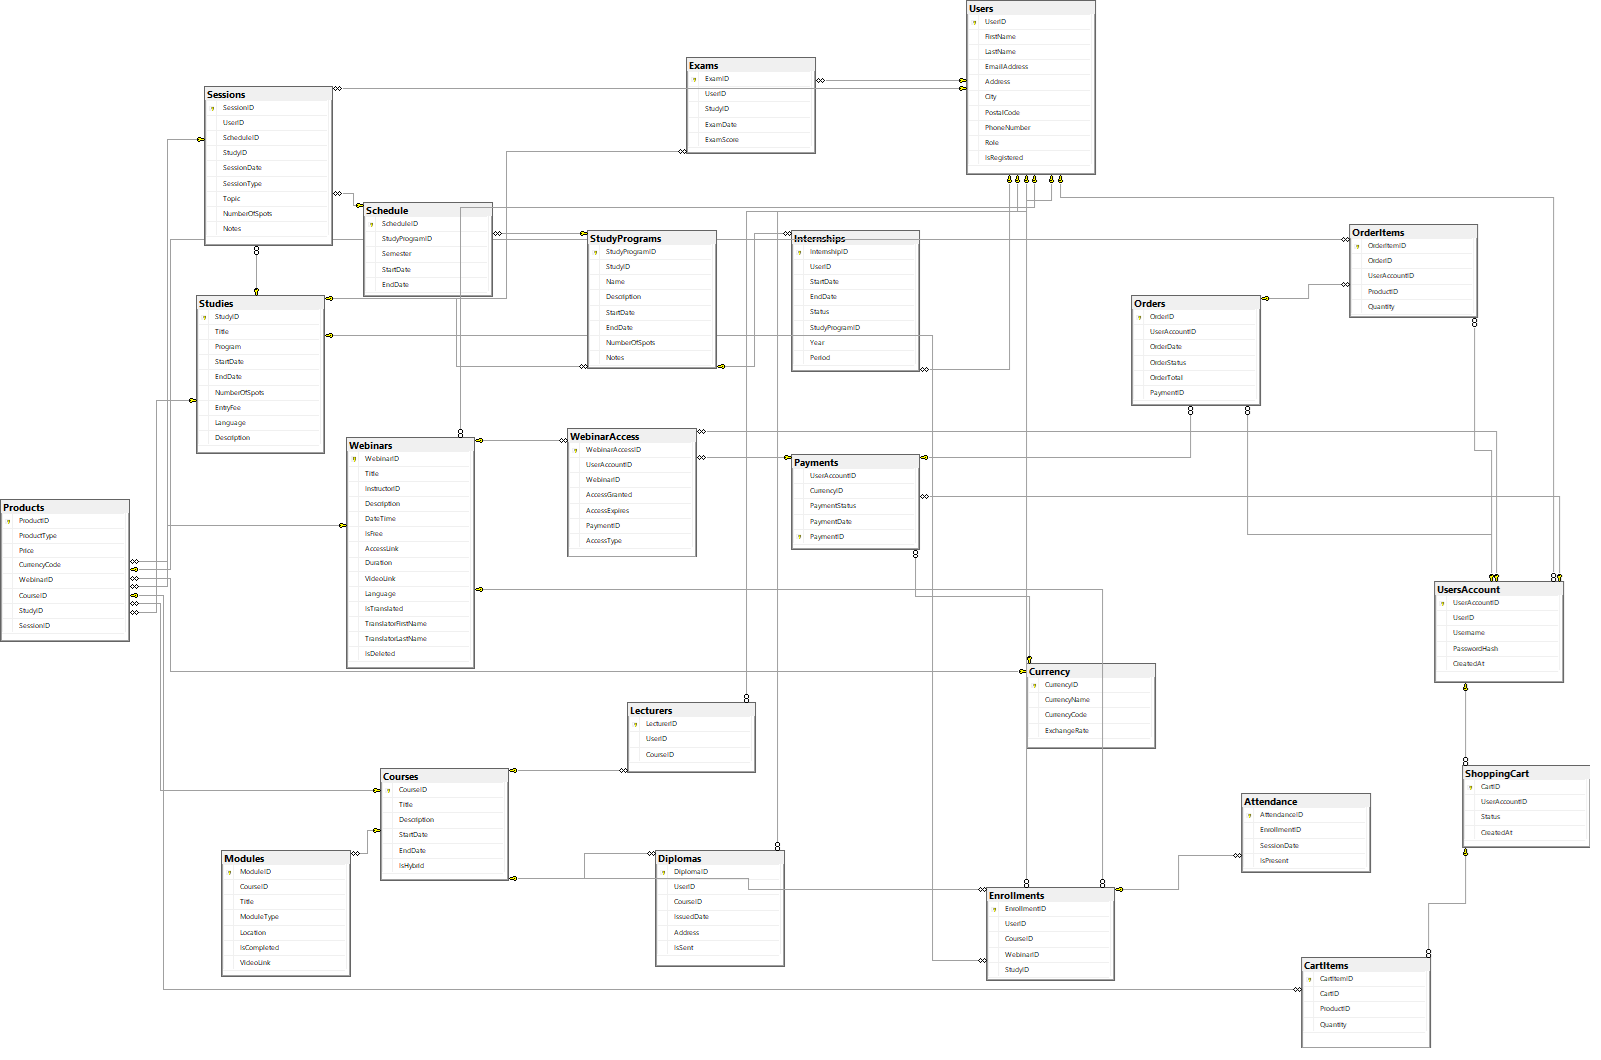 Users
UserID
FirstName
LastName
EmailAddress
Address
City
PostalCode
PhoneNumber
Role
IsRegistered
Exams
ExamID
UserID
StudyID
ExamDate
ExamScore
Sessions
SessionID
UserID
ScheduleID
StudyID
SessionDate
SessionType
Topic
NumberOfSpots
Notes
Schedule
ScheduleID
StudyProgramID
Semester
StartDate
EndDate
StudyPrograms
StudyProgramID
StudyID
Name
Description
StartDate
EndDate
NumberOfSpots
Notes
Internships
InternshipID
UserID
StartDate
EndDate
Status
StudyProgramID
Year
Period
OrderItems
OrderItemID
OrderID
UserAccountID
ProductID
Quantity
Orders
OrderID
UserAccountID
OrderDate
OrderStatus
OrderTotal
PaymentID
Studies
StudyID
Title
Program
StartDate
EndDate
NumberOfSpots
EntryFee
Language
Description
Webinars
WebinarID
Title
InstructorID
Description
DateTime
IsFree
AccessLink
Duration
VideoLink
Language
IsTranslated
TranslatorFirstName
TranslatorLastName
IsDeleted
WebinarAccess
WebinarAccessID
UserAccountID
WebinarID
AccessGranted
AccessExpires
PaymentID
AccessType
Payments
UserAccountID
CurrencyID
PaymentStatus
PaymentDate
PaymentID
Products
ProductID
ProductType
Price
CurrencyCode
WebinarID
CourseID
StudyID
SessionID
UsersAccount
UserAccountID
UserID
Username
PasswordHash
CreatedAt
Currency
CurrencyID
CurrencyName
CurrencyCode
ExchangeRate
Lecturers
LecturerID
UserID
CourseID
Courses
CourseID
Title
Description
StartDate
EndDate
IsHybrid
ShoppingCart
CartID
UserAccountID
Status
CreatedAt
Attendance
AttendanceID
EnrollmentID
SessionDate
IsPresent
Modules
ModuleID
CourseID
Title
ModuleType
Location
IsCompleted
VideoLink
Diplomas
DiplomaID
UserID
CourseID
IssuedDate
Address
IsSent
Enrollments
EnrollmentID
UserID
CourseID
WebinarID
StudyID
CartItems
CartItemID
CartID
ProductID
Quantity